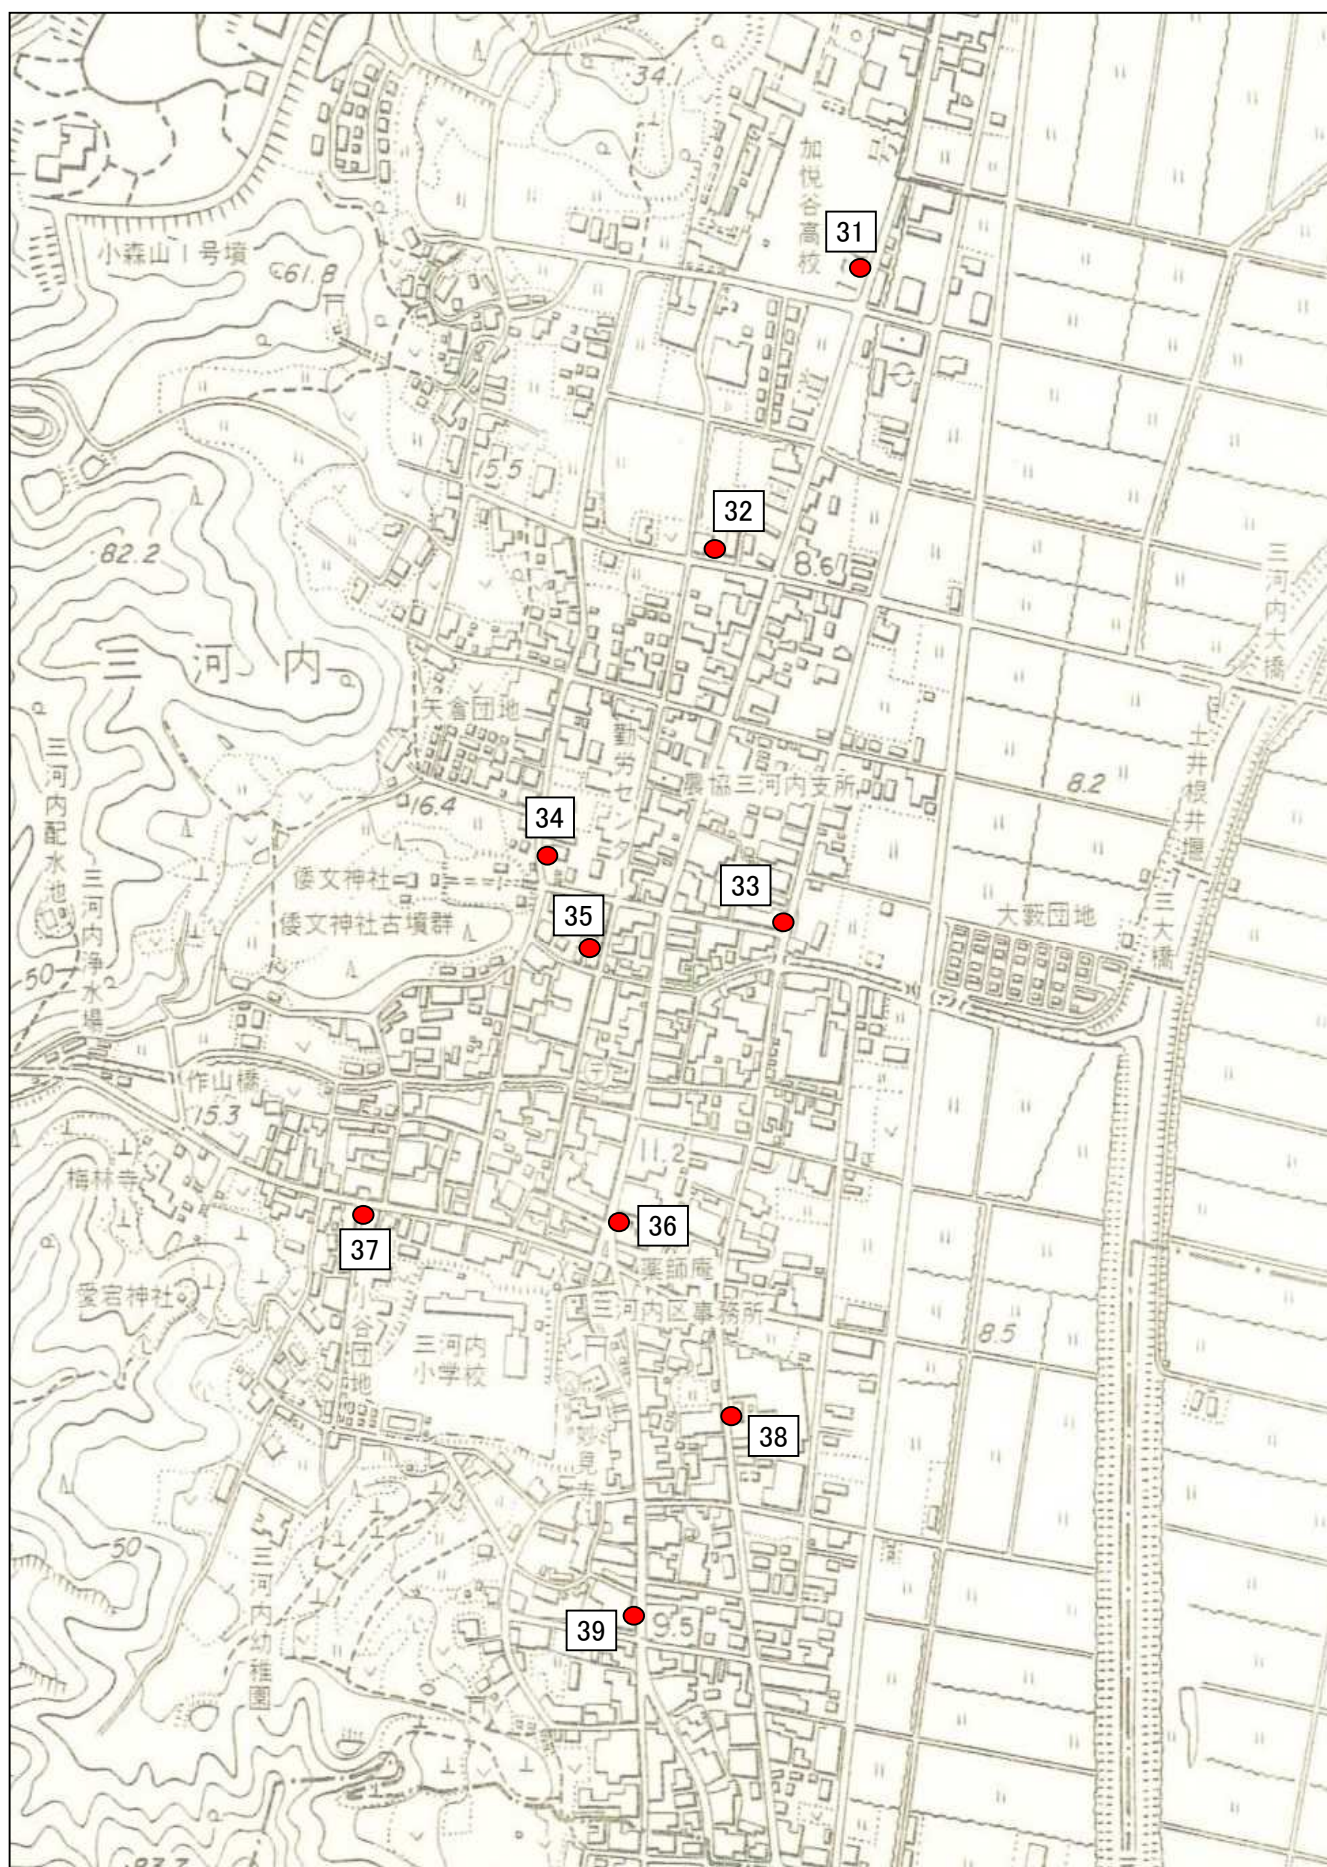 34.1
加悦谷高校
31
小森山1号墳
61.8
15.5
32
8.6
82.2
三河内大橋
三河内
矢倉団地
勤労センター
土井根井堰
三河内配水池
農協三河内支所
8.2
16.4
34
倭文神社
33
大藪団地
倭文神社古墳群
35
三大橋
三河内浄水場
50
作山橋
15.3
11.2
梅林寺
36
37
薬師庵
愛宕神社
三河内区事務所
小谷団地
三河内
小学校
8.5
38
妙見寺
50
三河内幼稚園
39
9.5
83.7